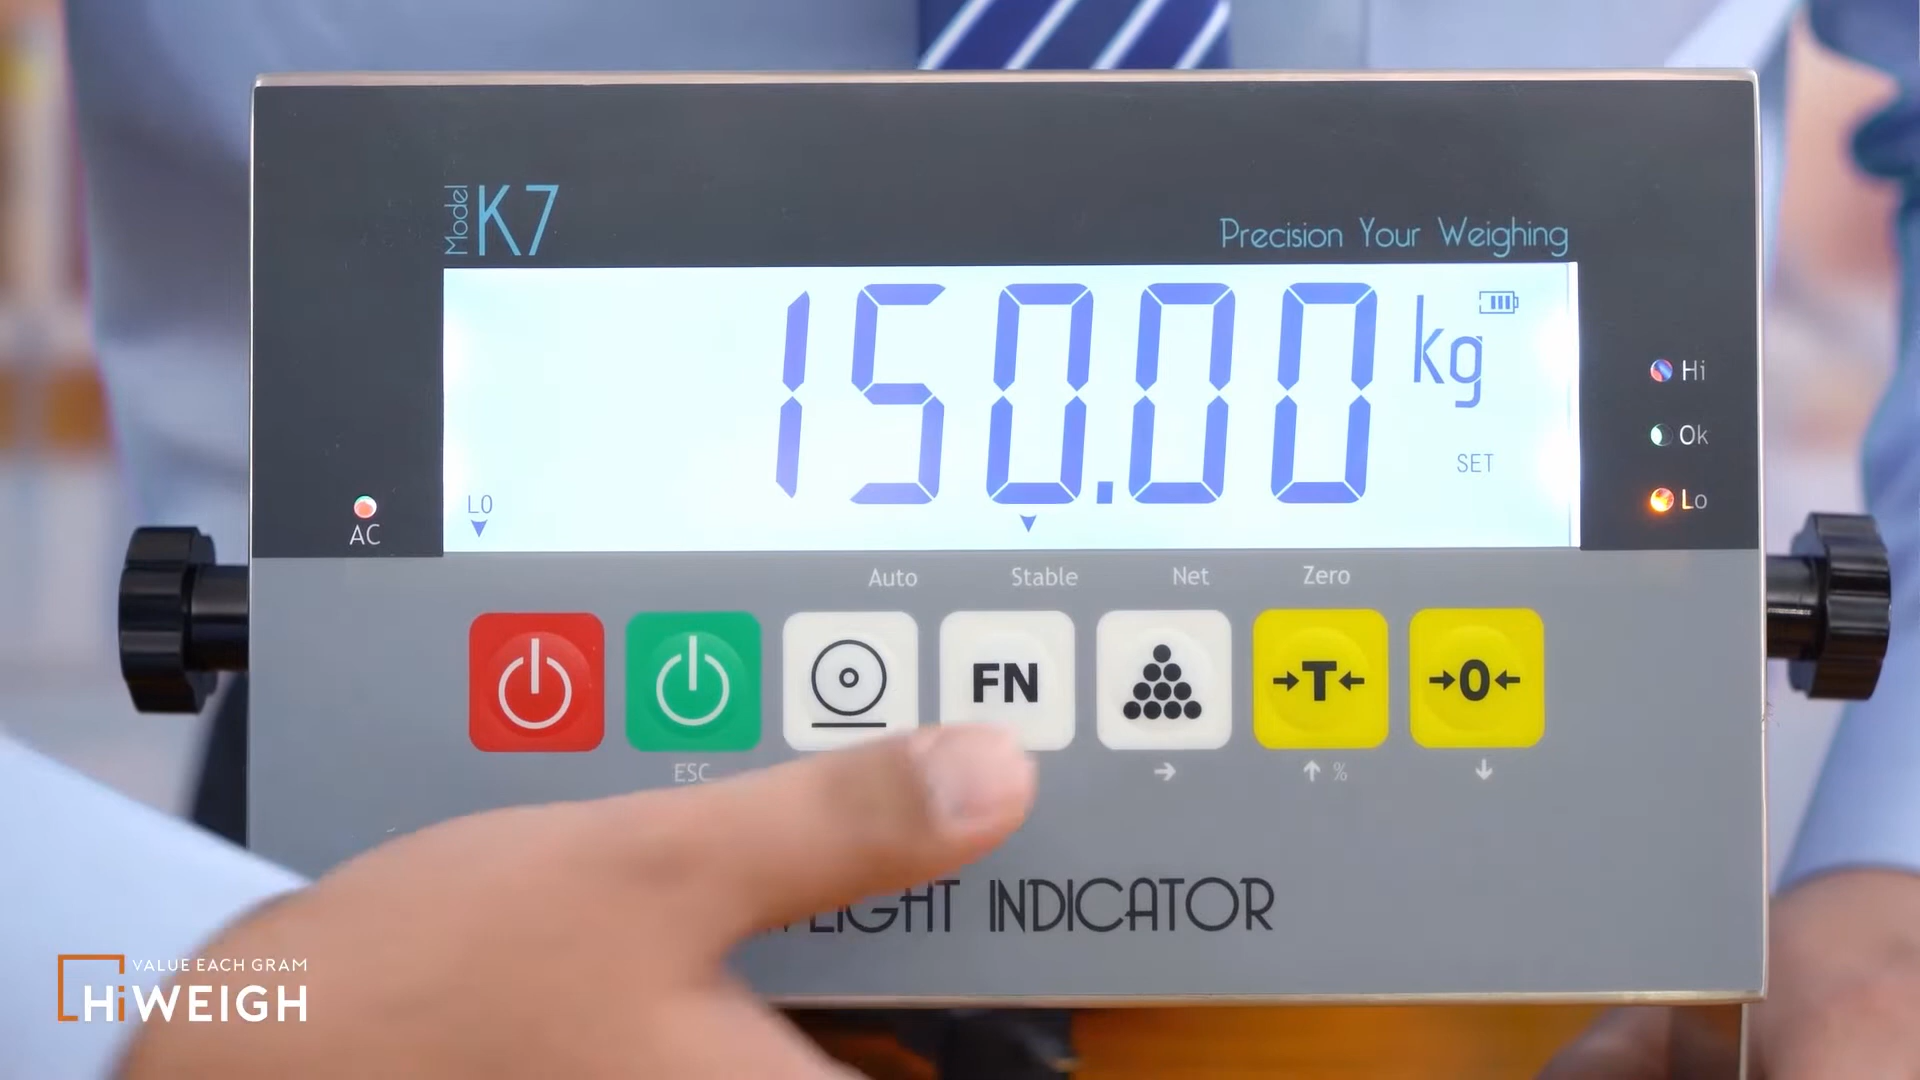 Model K7
Precision Your Weighing
150.00 kg
Hi
Ok
SET
LO
Lo
AC
Auto Stable Net Zero
FN T 0
ESC %
EIGHT INDICATOR
VALUE EACH GRAM
HiWEIGH